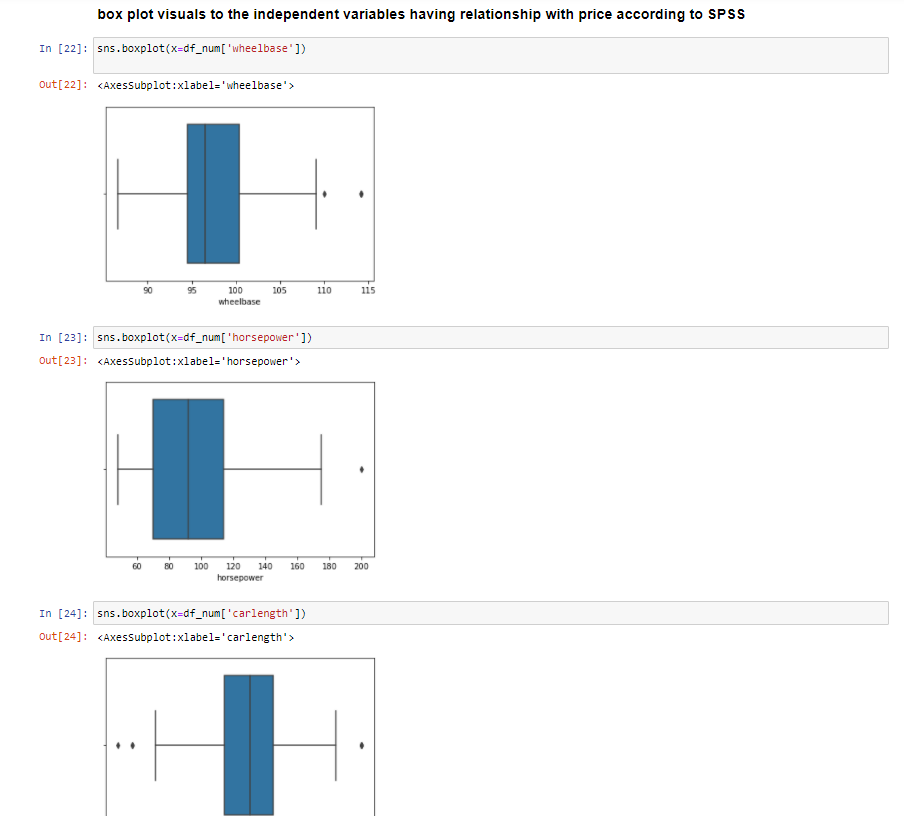 box plot visuals to the independent variables having relationship with price according to SPSS
In [22]: sns.boxplot(x=df_num['wheelbase'])
Out[22]: <AxesSubplot:xlabel='wheelbase'>
90 95 100 105 110 115
wheelbase
In [23]: sns.boxplot(x=df_num['horsepower'])
Out[23]: <AxesSubplot:xlabel='horsepower'>
60 80 100 120 140 160 180 200
horsepower
In [24]: sns.boxplot(x=df_num['carlength'])
Out[24]: <AxesSubplot:xlabel='carlength'>